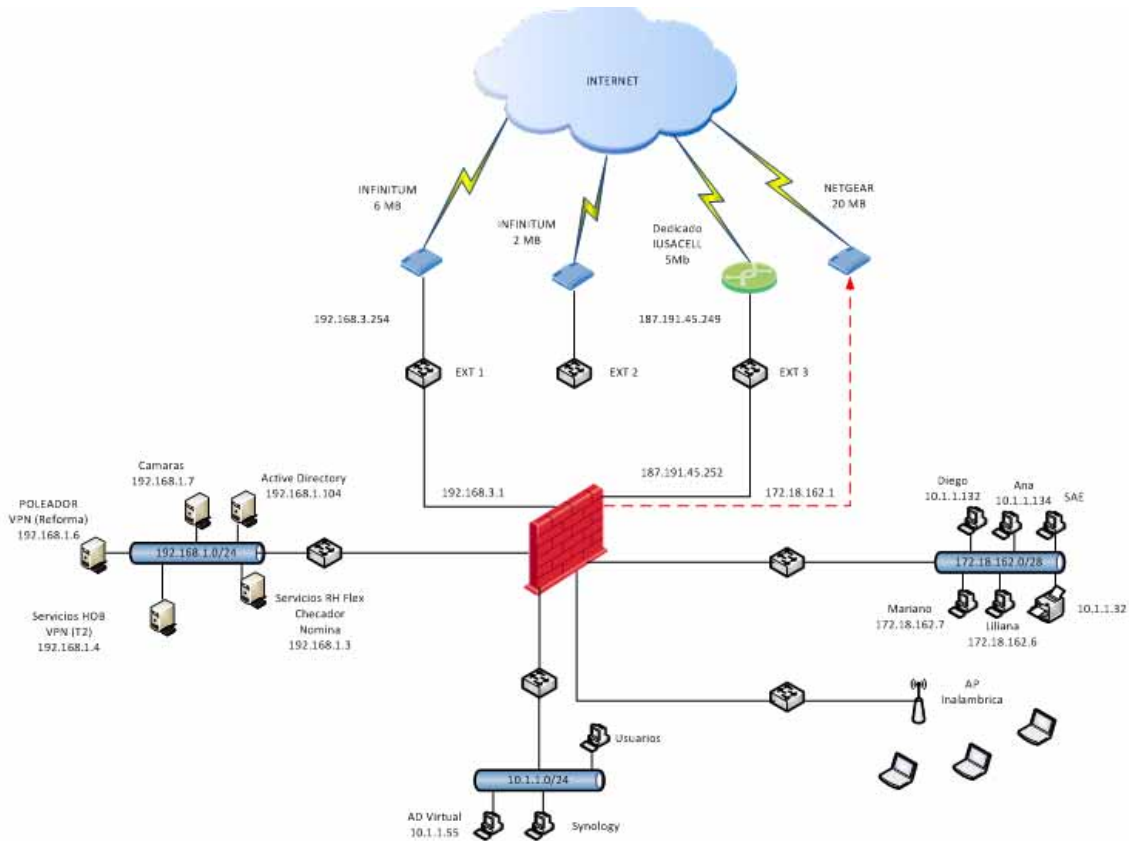 INTERNET
INFINITUM
6 MB
INFINITUM
2 MB
Dedicado
IUSACELL
5Mb
NETGEAR
20 MB
192.168.3.254
187.191.45.249
EXT 1
EXT 2
EXT 3
187.191.45.252
192.168.3.1
172.18.162.1
Camaras
192.168.1.7
Active Directory
192.168.1.104
POLEADOR
VPN (Reforma)
192.168.1.6
192.168.1.0/24
Servicios HOB
VPN (T2)
192.168.1.4
Servicios RH Flex
Checador
Nomina
192.168.1.3
Diego
10.1.1.132
Ana
10.1.1.134
SAE
172.18.162.0/28
Mariano
172.18.162.7
Liliana
172.18.162.6
10.1.1.32
AP
Inalambrica
Usuarios
10.1.1.0/24
AD Virtual
10.1.1.55
Synology